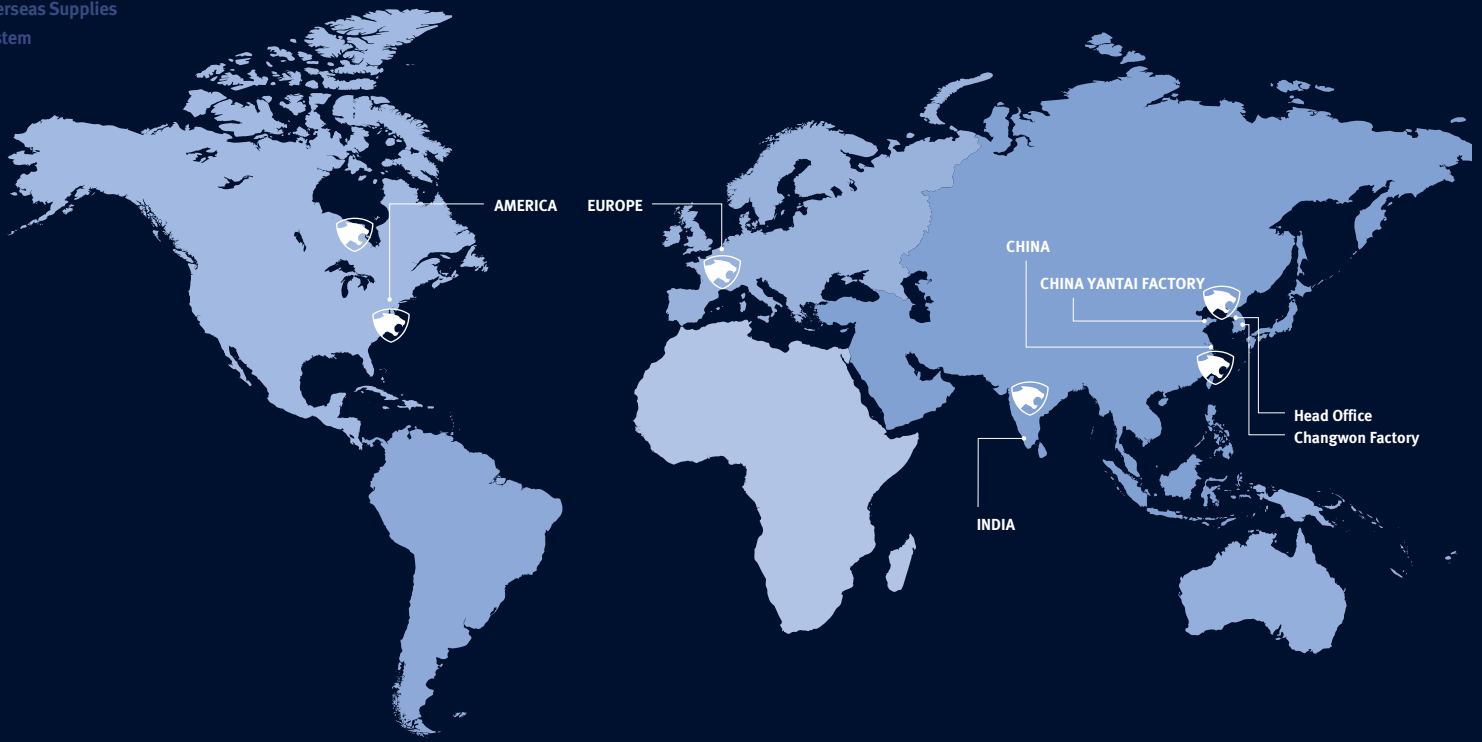 erseas Supplies
stem
AMERICA
EUROPE
CHINA
CHINA YANTAI FACTORY
Head Office
Changwon Factory
INDIA